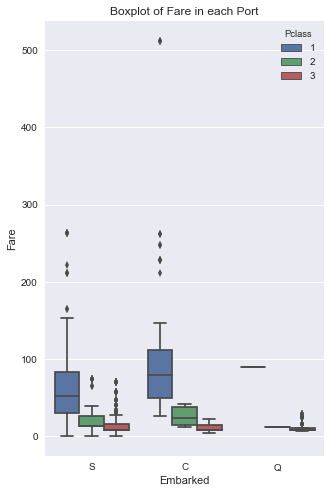 Boxplot of Fare in each Port
Pclass
1
2
3
500
400
300
200
100
0
Fare
S C Q
Embarked